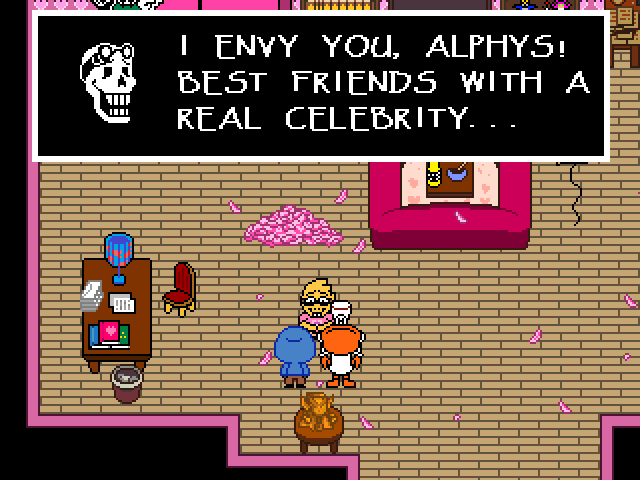 I ENVY YOU, ALPHYS!
BEST FRIENDS WITH A
REAL CELEBRITY...